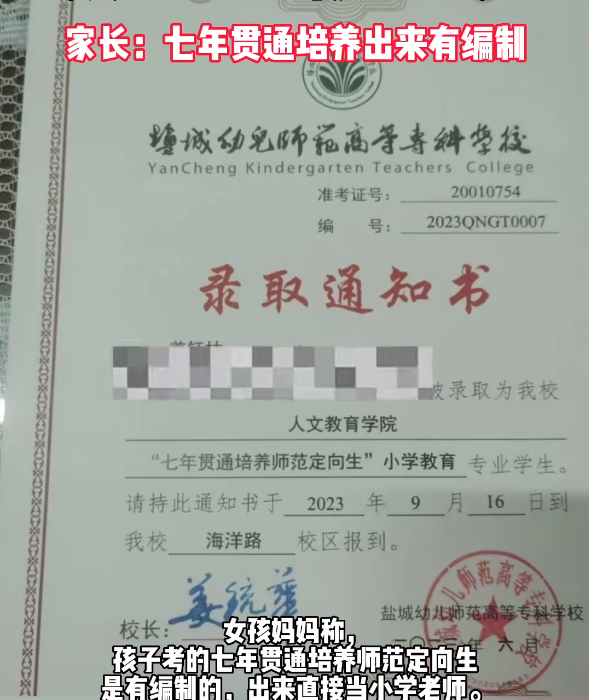 家长：七年贯通培养出来有编制
盐城幼儿师范高等专科学校
YanCheng Kindergarten Teachers College
准考证号： 20010754
编 号： 2023QNGT0007
录取通知书
被录取为我校
人文教育学院
“七年贯通培养师范定向生”小学教育 专业学生。
请持此通知书于 2023 年 9 月 16 日到
我校 海洋路 校区报到。
校长：
盐城幼儿师范高等专科学校
六月
女孩妈妈称，
孩子考的七年贯通培养师范定向生
是有编制的，出来直接当小学老师。